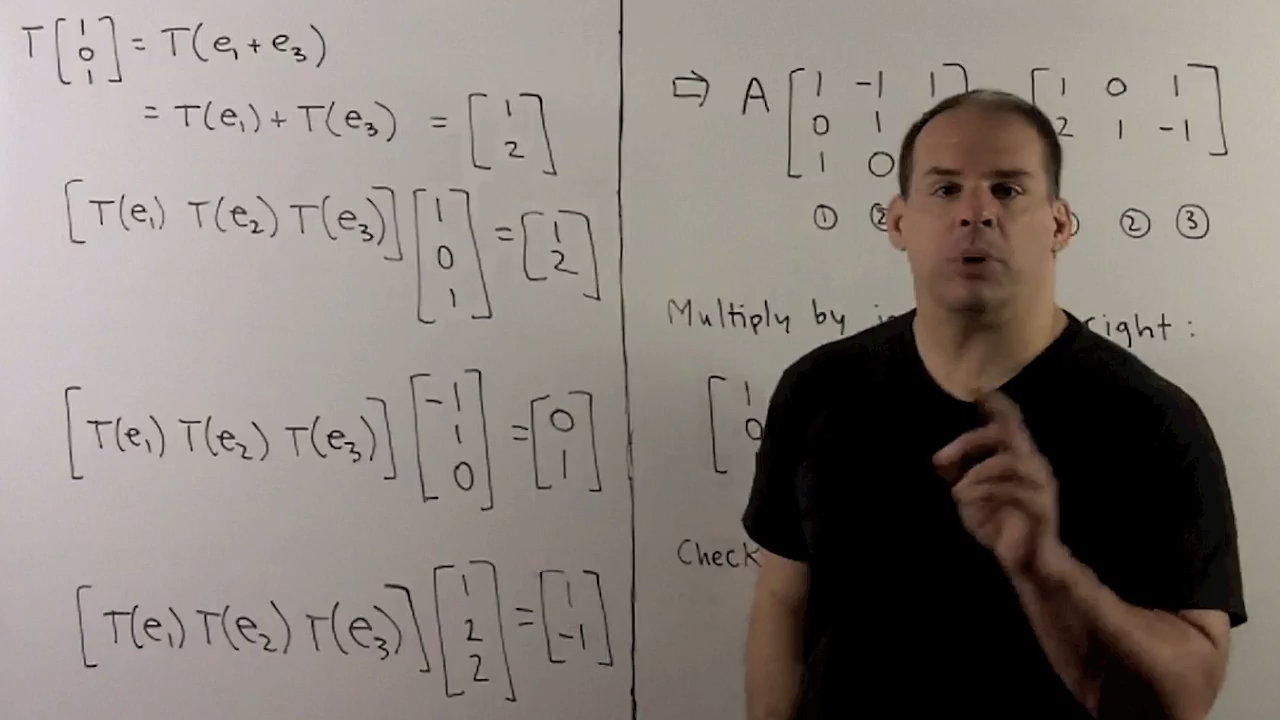 T [1 0 1] = T(e₁ + e₃)
= T(e₁) + T(e₃) = [1 2]
[T(e₁) T(e₂) T(e₃)] [1 0 1] = [1 2]
[T(e₁) T(e₂) T(e₃)] [-1 1 0] = [0 1]
[T(e₁) T(e₂) T(e₃)] [1 2 2] = [1 -1]
⇨ A [1 -1 1 [1 0 1
0 1 2 1 -1]
1 0
① ② ② ③
Multiply by right :
[1
0
Check